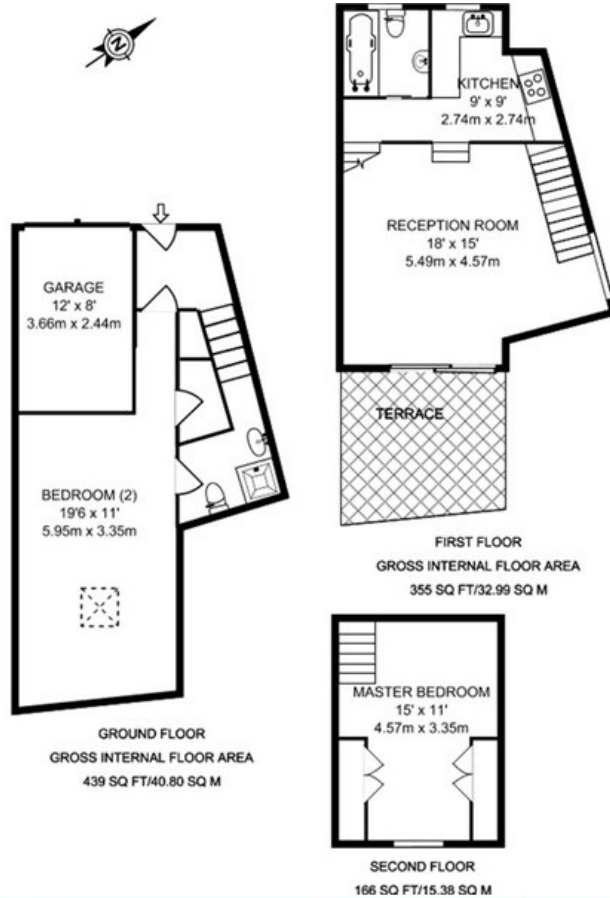 N
KITCHEN
9' x 9'
2.74m x 2.74m
RECEPTION ROOM
18' x 15'
5.49m x 4.57m
TERRACE
FIRST FLOOR
GROSS INTERNAL FLOOR AREA
355 SQ FT/32.99 SQ M
GARAGE
12' x 8'
3.66m x 2.44m
BEDROOM (2)
19'6 x 11'
5.95m x 3.35m
GROUND FLOOR
GROSS INTERNAL FLOOR AREA
439 SQ FT/40.80 SQ M
MASTER BEDROOM
15' x 11'
4.57m x 3.35m
SECOND FLOOR
166 SQ FT/15.38 SQ M